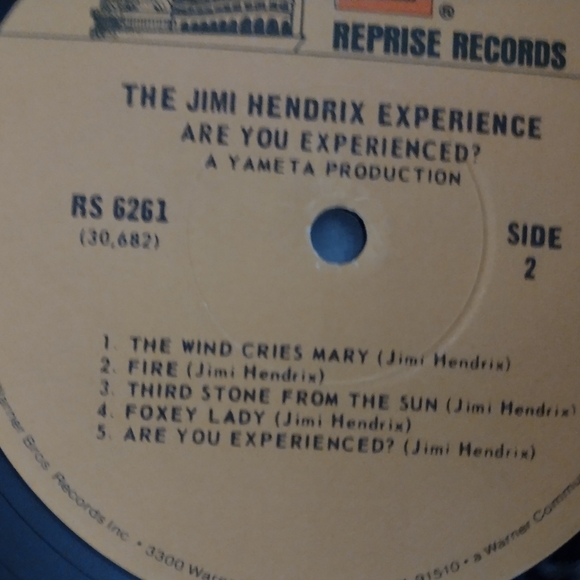 ®
REPRISE RECORDS
THE JIMI HENDRIX EXPERIENCE
ARE YOU EXPERIENCED?
A YAMETA PRODUCTION
RS 6261
(30,682)
SIDE
2
1. THE WIND CRIES MARY (Jimi Hendrix)
2. FIRE (Jimi Hendrix)
3. THIRD STONE FROM THE SUN (Jimi Hendrix)
4. FOXEY LADY (Jimi Hendrix)
5. ARE YOU EXPERIENCED? (Jimi Hendrix)
Bros. Records Inc. • 3300 91510 • a Warner